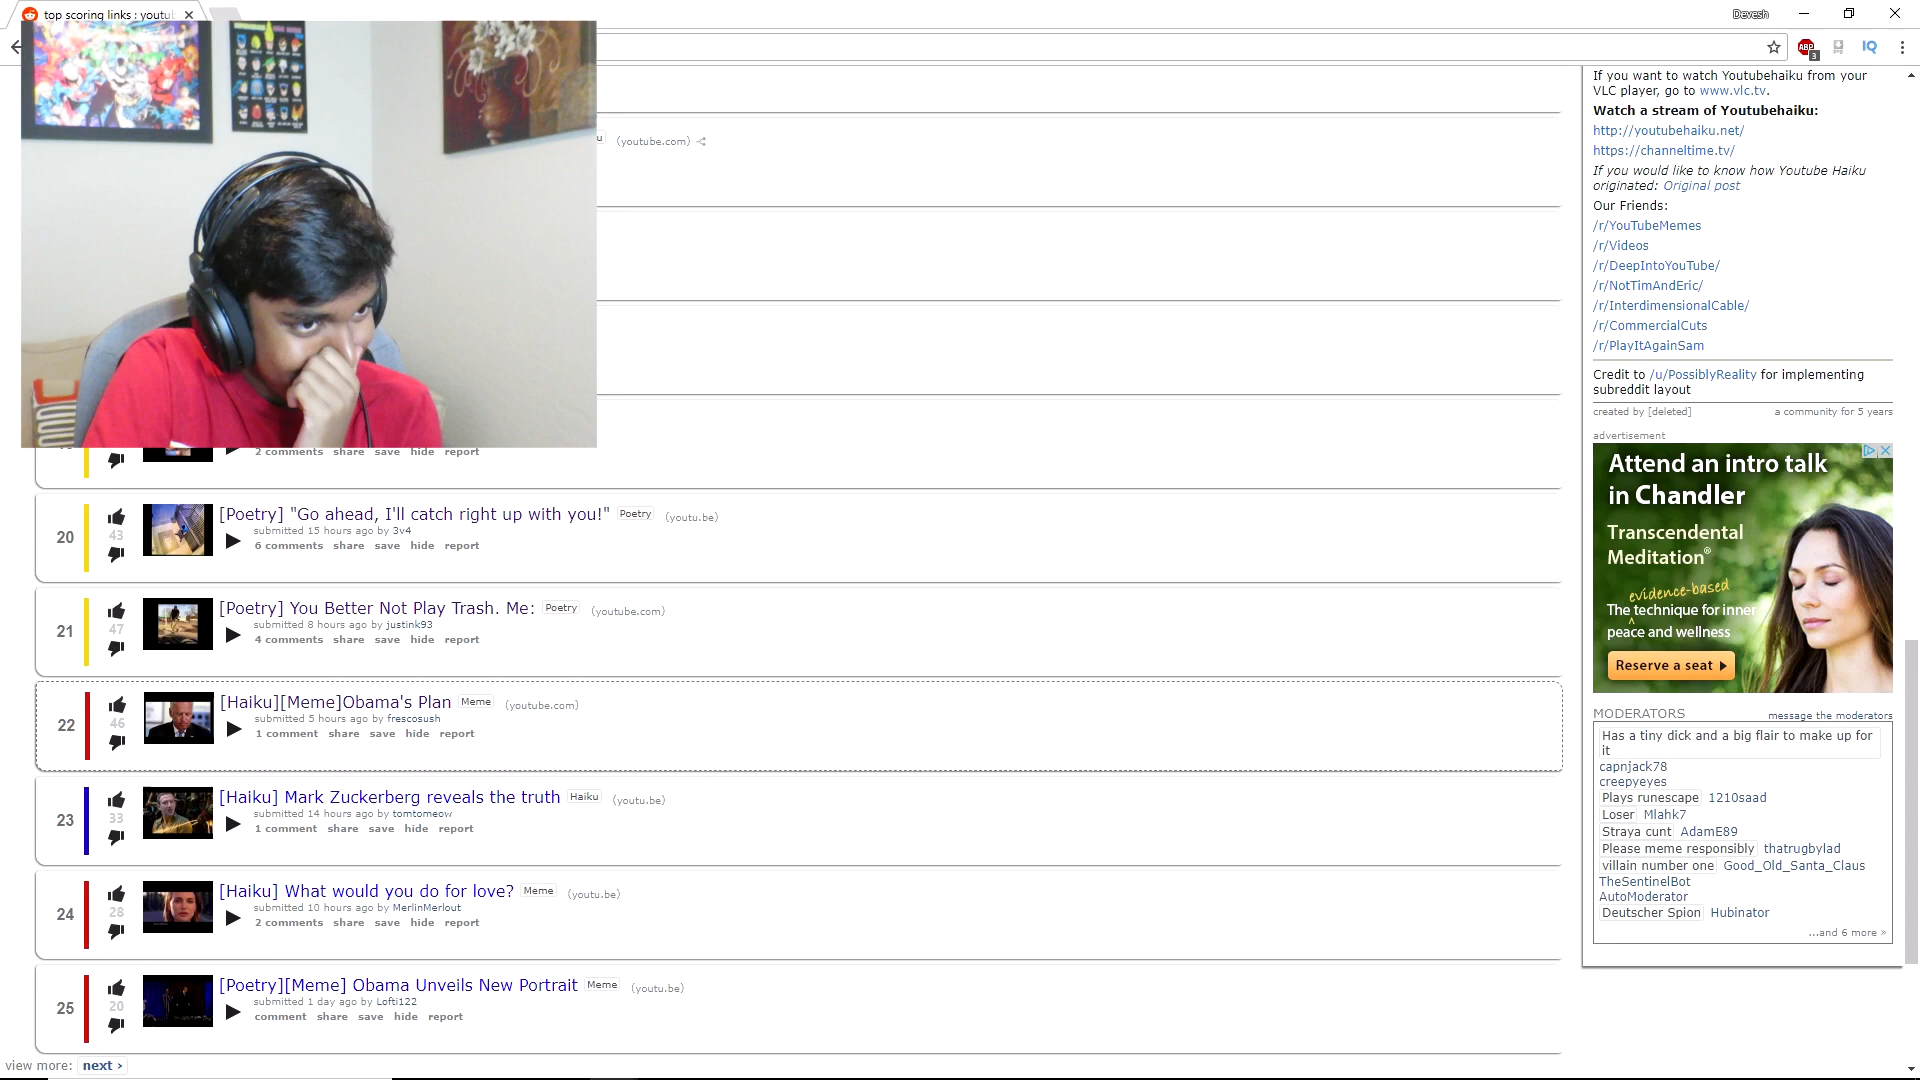 top scoring links : youtu
Devesh
ABP
3
IQ
If you want to watch Youtubehaiku from your
VLC player, go to www.vlc.tv.
Watch a stream of Youtubehaiku:
http://youtubehaiku.net/
https://channeltime.tv/
If you would like to know how Youtube Haiku
originated: Original post
Our Friends:
/r/YouTubeMemes
/r/Videos
/r/DeepIntoYouTube/
/r/NotTimAndEric/
/r/InterdimensionalCable/
/r/CommercialCuts
/r/PlayItAgainSam
Credit to /u/PossiblyReality for implementing
subreddit layout
created by [deleted] a community for 5 years
advertisement
Attend an intro talk
in Chandler
Transcendental
Meditation®
evidence-based
The ^ technique for inner
peace and wellness
Reserve a seat
MODERATORS message the moderators
Has a tiny dick and a big flair to make up for
it
capnjack78
creepyeyes
Plays runescape 1210saad
Loser Mlahk7
Straya cunt AdamE89
Please meme responsibly thatrugbylad
villain number one Good_Old_Santa_Claus
TheSentinelBot
AutoModerator
Deutscher Spion Hubinator
...and 6 more »
u (youtube.com)
2 comments share save hide report
20
43
[Poetry] "Go ahead, I'll catch right up with you!" Poetry (youtu.be)
submitted 15 hours ago by 3v4
6 comments share save hide report
21
47
[Poetry] You Better Not Play Trash. Me: Poetry (youtube.com)
submitted 8 hours ago by justink93
4 comments share save hide report
22
46
[Haiku][Meme]Obama's Plan Meme (youtube.com)
submitted 5 hours ago by frescosush
1 comment share save hide report
23
33
[Haiku] Mark Zuckerberg reveals the truth Haiku (youtu.be)
submitted 14 hours ago by tomtomeow
1 comment share save hide report
24
28
[Haiku] What would you do for love? Meme (youtu.be)
submitted 10 hours ago by MerlinMerlout
2 comments share save hide report
25
20
[Poetry][Meme] Obama Unveils New Portrait Meme (youtu.be)
submitted 1 day ago by Lofti122
comment share save hide report
view more: next ›